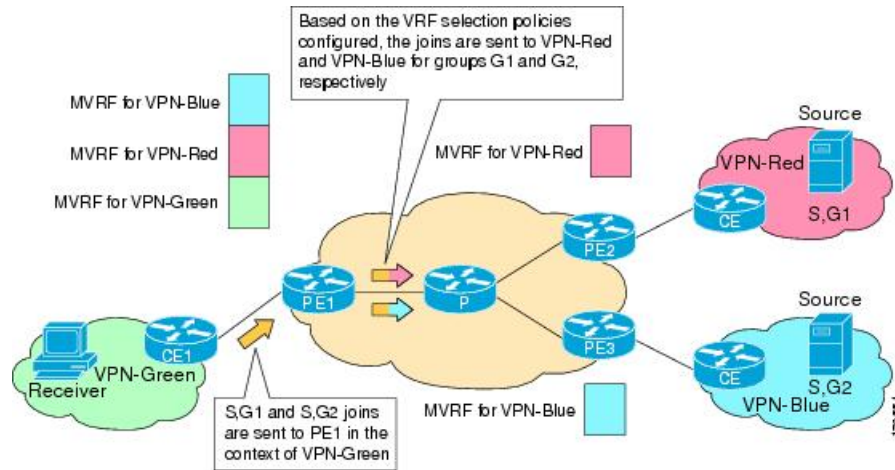 Based on the VRF selection policies
configured, the joins are sent to VPN-Red
and VPN-Blue for groups G1 and G2,
respectively
MVRF for VPN-Blue
MVRF for VPN-Red
MVRF for VPN-Green
MVRF for VPN-Red
Source
VPN-Red
S,G1
CE
PE2
PE1
P
PE3
CE1
VPN-Green
Receiver
S,G1 and S,G2 joins
are sent to PE1 in the
context of VPN-Green
MVRF for VPN-Blue
Source
CE
S,G2
VPN-Blue